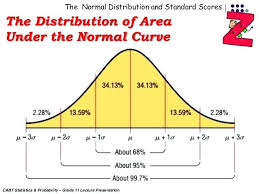 The Normal Distribution and Standard Scores
The Distribution of Area
Under the Normal Curve
Z
34.13% 34.13%
2.28% 13.59% 13.59% 2.28%
μ - 3σ μ - 2σ μ - σ μ μ + 1σ μ + 2σ μ + 3σ
About 68%
About 95%
About 99.7%
CABT Statistics & Probability – Grade 11 Lecture Presentation